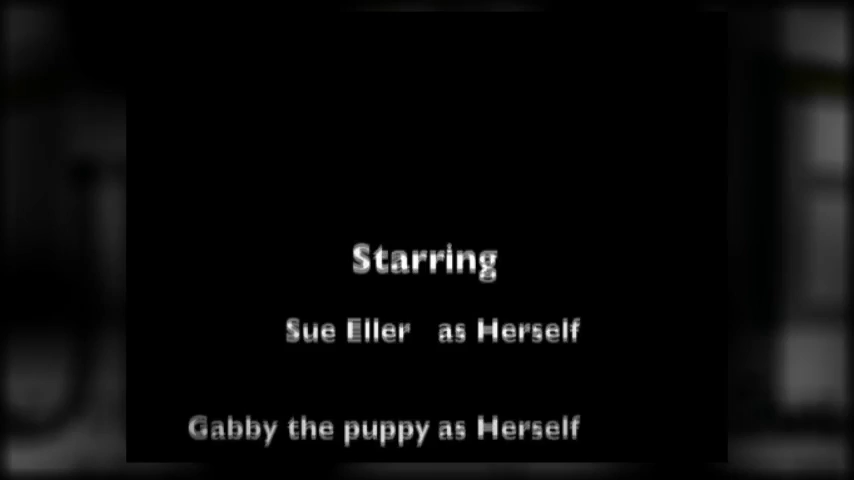 Starring
Sue Eller as Herself
Gabby the puppy as Herself